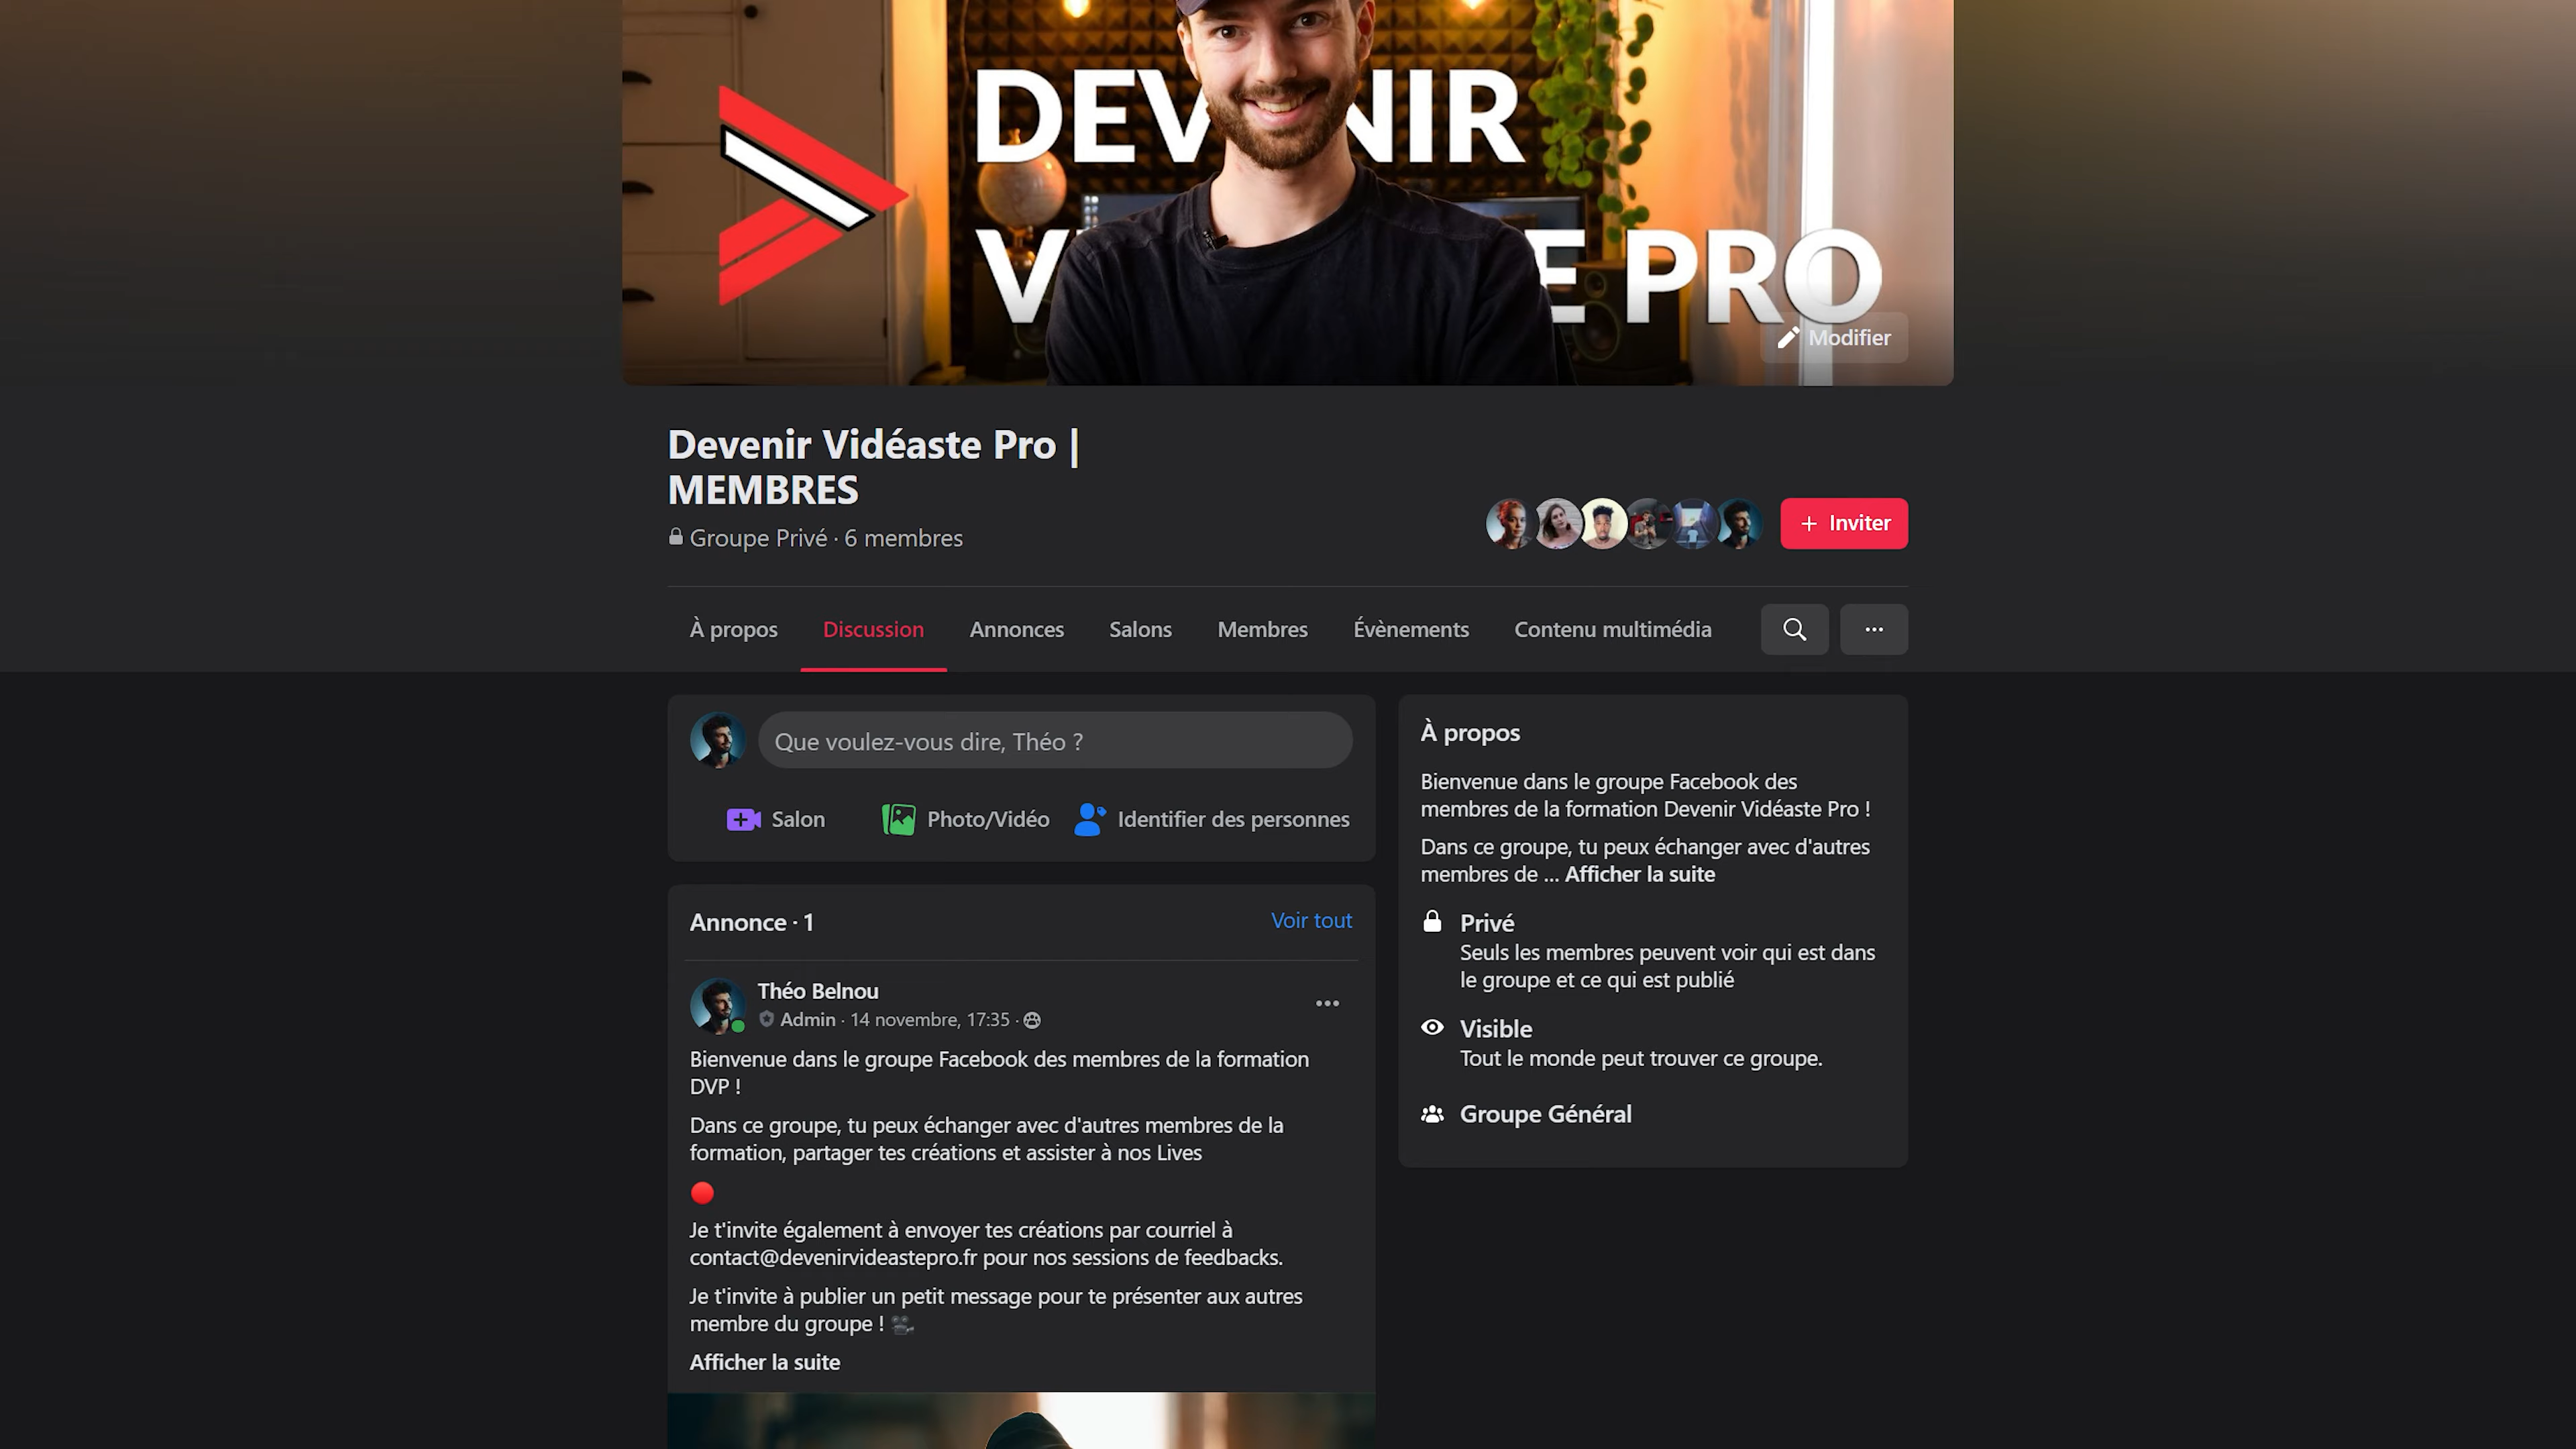 DEV NIR
V E PRO
Modifier
Devenir Vidéaste Pro |
MEMBRES
Groupe Privé · 6 membres
+ Inviter
À propos
Discussion
Annonces
Salons
Membres
Évènements
Contenu multimédia
Que voulez-vous dire, Théo ?
Salon
Photo/Vidéo
Identifier des personnes
Annonce · 1
Voir tout
Théo Belnou
Admin · 14 novembre, 17:35 ·
Bienvenue dans le groupe Facebook des membres de la formation
DVP !
Dans ce groupe, tu peux échanger avec d'autres membres de la
formation, partager tes créations et assister à nos Lives
🔴
Je t'invite également à envoyer tes créations par courriel à
contact@devenirvideastepro.fr pour nos sessions de feedbacks.
Je t'invite à publier un petit message pour te présenter aux autres
membre du groupe ! 🎥
Afficher la suite
À propos
Bienvenue dans le groupe Facebook des
membres de la formation Devenir Vidéaste Pro !
Dans ce groupe, tu peux échanger avec d'autres
membres de ... Afficher la suite
Privé
Seuls les membres peuvent voir qui est dans
le groupe et ce qui est publié
Visible
Tout le monde peut trouver ce groupe.
Groupe Général